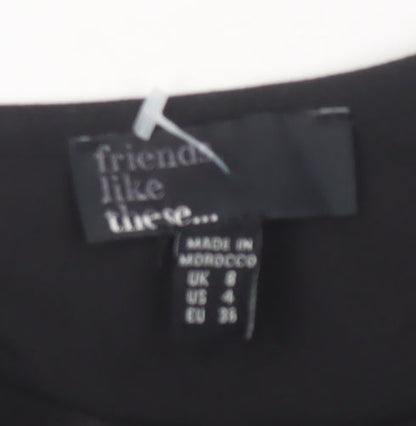 friends
like
these...
MADE IN
MOROCCO
UK 8
US 4
EU 36